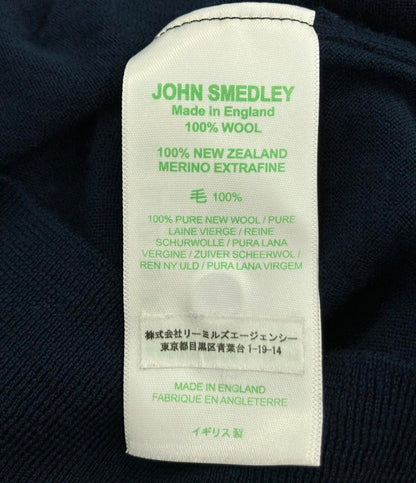 JOHN SMEDLEY
Made in England
100% WOOL
100% NEW ZEALAND
MERINO EXTRAFINE
毛 100%
100% PURE NEW WOOL / PURE
LAINE VIERGE / REINE
SCHURWOLLE / PURA LANA
VERGINE / ZUIVER SCHEERWOL /
REN NY ULD / PURA LANA VIRGEM
株式会社リーミルズエージェンシー
東京都目黒区青葉台1-19-14
MADE IN ENGLAND
FABRIQUE EN ANGLETERRE
イギリス製